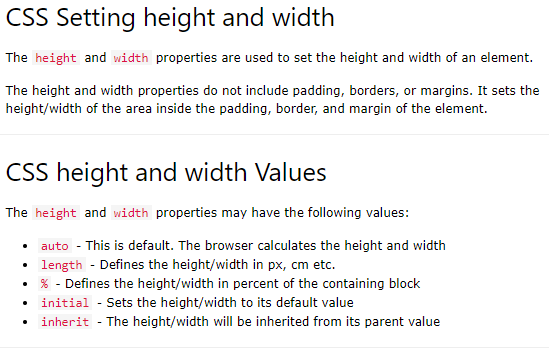 CSS Setting height and width
The height and width properties are used to set the height and width of an element.
The height and width properties do not include padding, borders, or margins. It sets the
height/width of the area inside the padding, border, and margin of the element.
CSS height and width Values
The height and width properties may have the following values:
• auto - This is default. The browser calculates the height and width
• length - Defines the height/width in px, cm etc.
• % - Defines the height/width in percent of the containing block
• initial - Sets the height/width to its default value
• inherit - The height/width will be inherited from its parent value